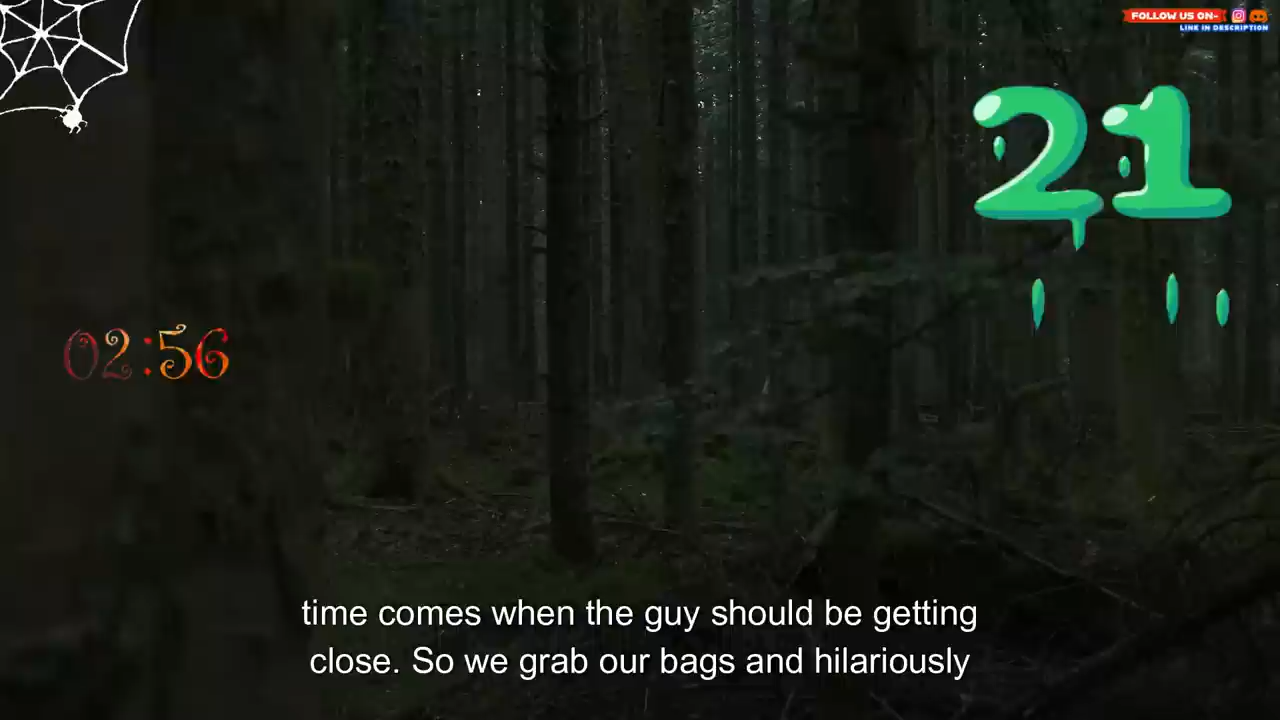 FOLLOW US ON-
LINK IN DESCRIPTION
21
02:56
time comes when the guy should be getting
close. So we grab our bags and hilariously